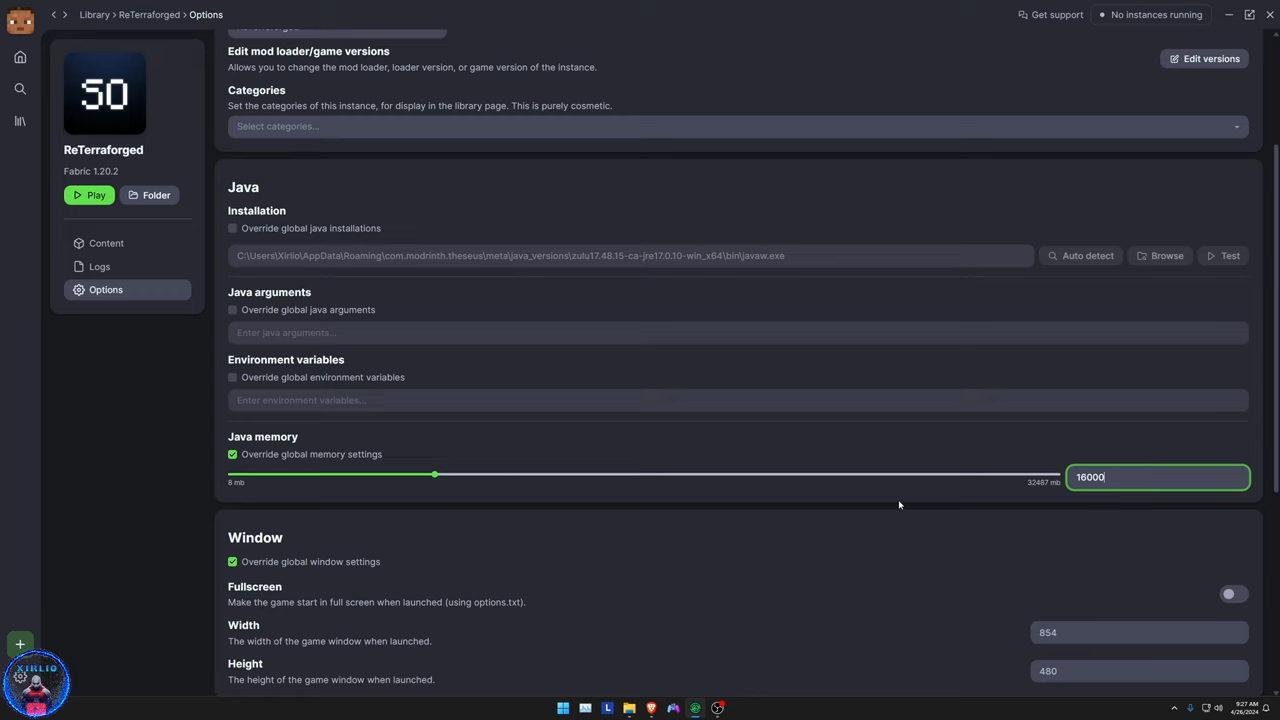 Library › ReTerraforged › Options
Get support
No instances running
Edit mod loader/game versions
Allows you to change the mod loader, loader version, or game version of the instance.
Edit versions
Categories
Set the categories of this instance, for display in the library page. This is purely cosmetic.
Select categories...
SO
ReTerraforged
Fabric 1.20.2
Play
Folder
Content
Logs
Options
Java
Installation
Override global java installations
C:\Users\Xirlio\AppData\Roaming\com.modrinth.theseus\meta\java_versions\zulu17.48.15-ca-jre17.0.10-win_x64\bin\javaw.exe
Auto detect
Browse
Test
Java arguments
Override global java arguments
Enter java arguments...
Environment variables
Override global environment variables
Enter environment variables...
Java memory
Override global memory settings
8 mb
32487 mb
16000
Window
Override global window settings
Fullscreen
Make the game start in full screen when launched (using options.txt).
Width
The width of the game window when launched.
854
Height
The height of the game window when launched.
480
XIRLIO
L
9:27 AM
4/26/2024